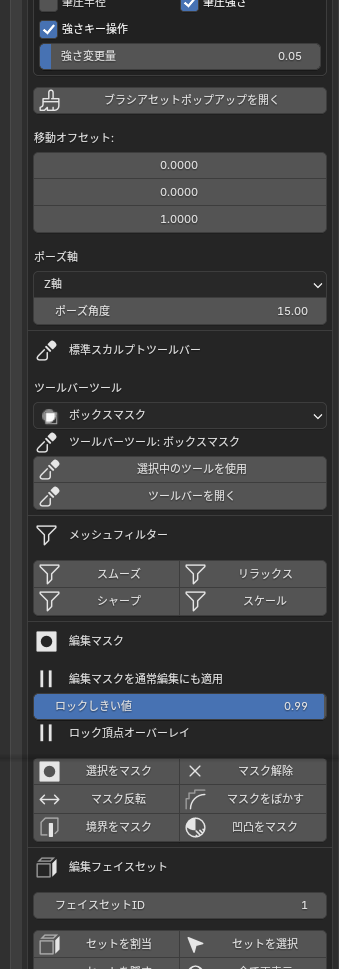 筆圧半径 筆圧強さ
強さキー操作
強さ変更量 0.05
ブラシアセットポップアップを開く
移動オフセット:
0.0000
0.0000
1.0000
ポーズ軸
Z軸
ポーズ角度 15.00
標準スカルプトツールバー
ツールバーツール
ボックスマスク
ツールバーツール: ボックスマスク
選択中のツールを使用
ツールバーを開く
メッシュフィルター
スムーズ リラックス
シャープ スケール
編集マスク
編集マスクを通常編集にも適用
ロックしきい値 0.99
ロック頂点オーバーレイ
選択をマスク マスク解除
マスク反転 マスクをぼかす
境界をマスク 凹凸をマスク
編集フェイスセット
フェイスセットID 1
セットを割当 セットを選択